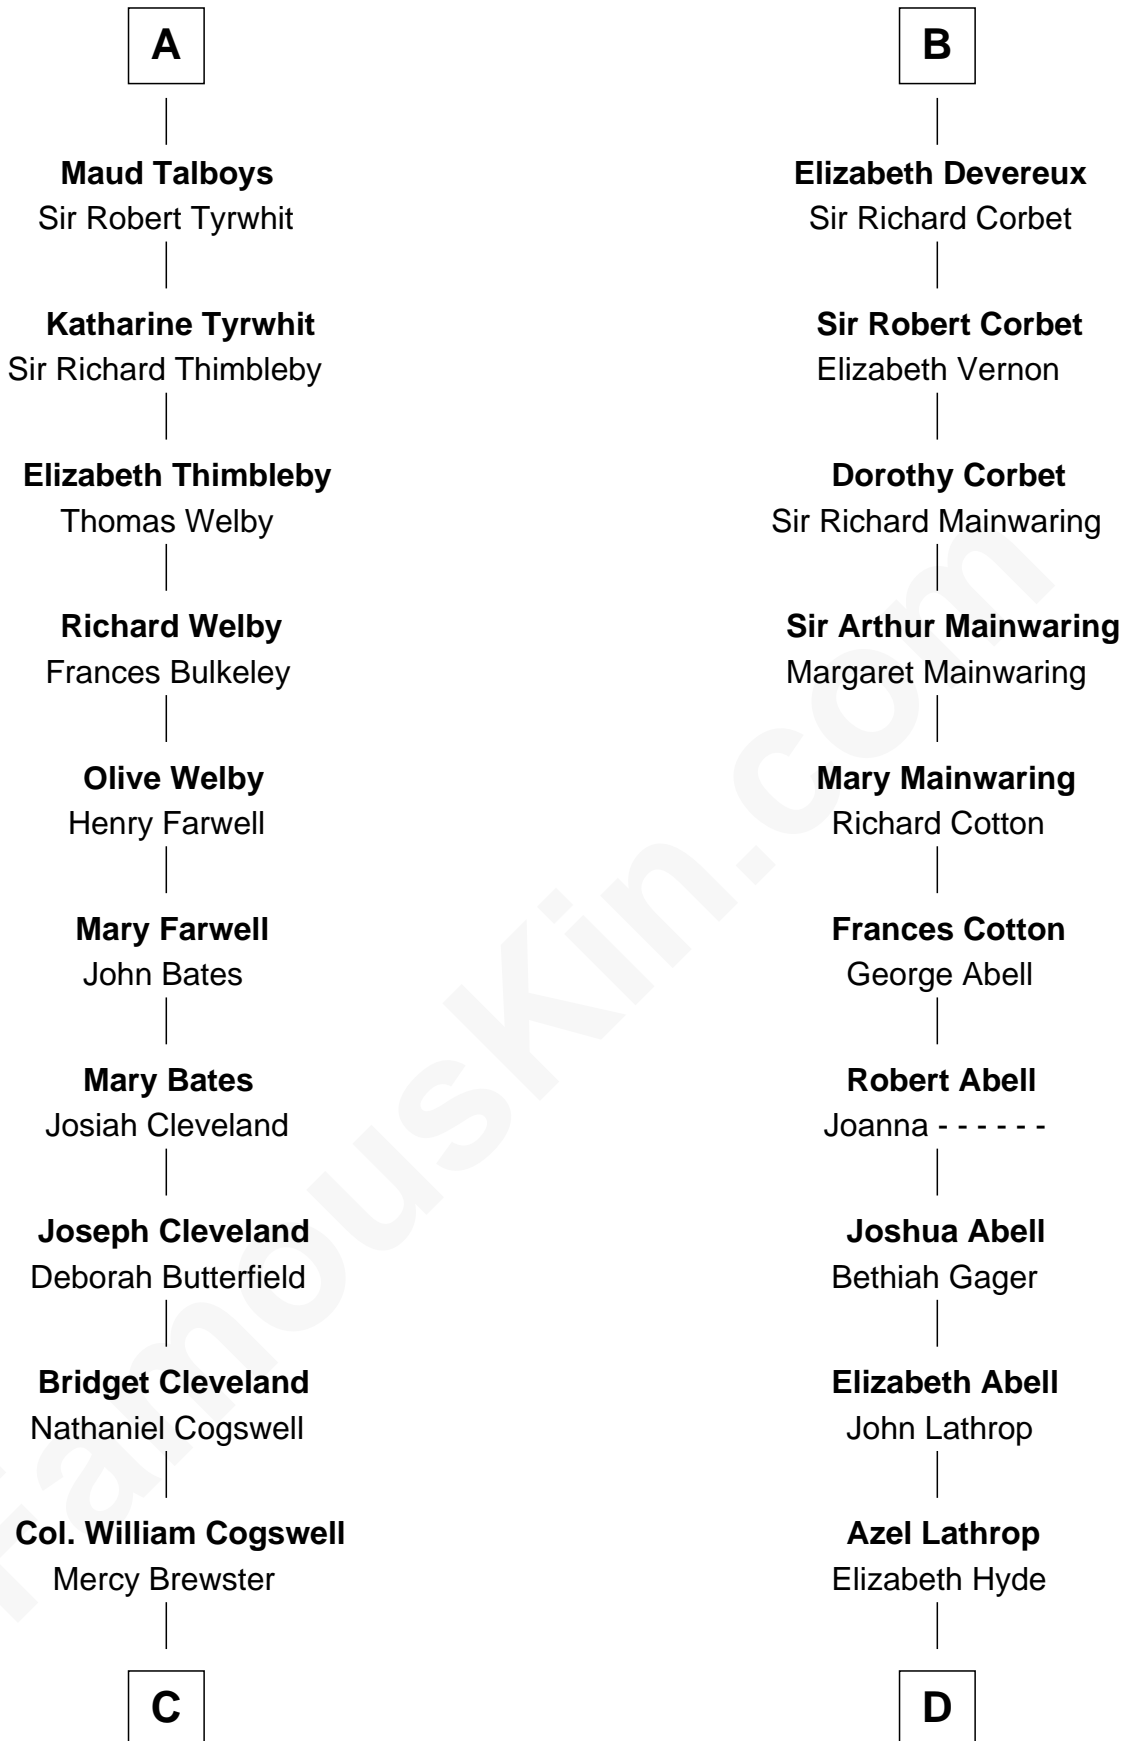 A
Maud Talboys
Sir Robert Tyrwhit
Katharine Tyrwhit
Sir Richard Thimbleby
Elizabeth Thimbleby
Thomas Welby
Richard Welby
Frances Bulkeley
Olive Welby
Henry Farwell
Mary Farwell
John Bates
Mary Bates
Josiah Cleveland
Joseph Cleveland
Deborah Butterfield
Bridget Cleveland
Nathaniel Cogswell
Col. William Cogswell
Mercy Brewster
C
B
Elizabeth Devereux
Sir Richard Corbet
Sir Robert Corbet
Elizabeth Vernon
Dorothy Corbet
Sir Richard Mainwaring
Sir Arthur Mainwaring
Margaret Mainwaring
Mary Mainwaring
Richard Cotton
Frances Cotton
George Abell
Robert Abell
Joanna - - - - - -
Joshua Abell
Bethiah Gager
Elizabeth Abell
John Lathrop
Azel Lathrop
Elizabeth Hyde
D
FamousKin.com